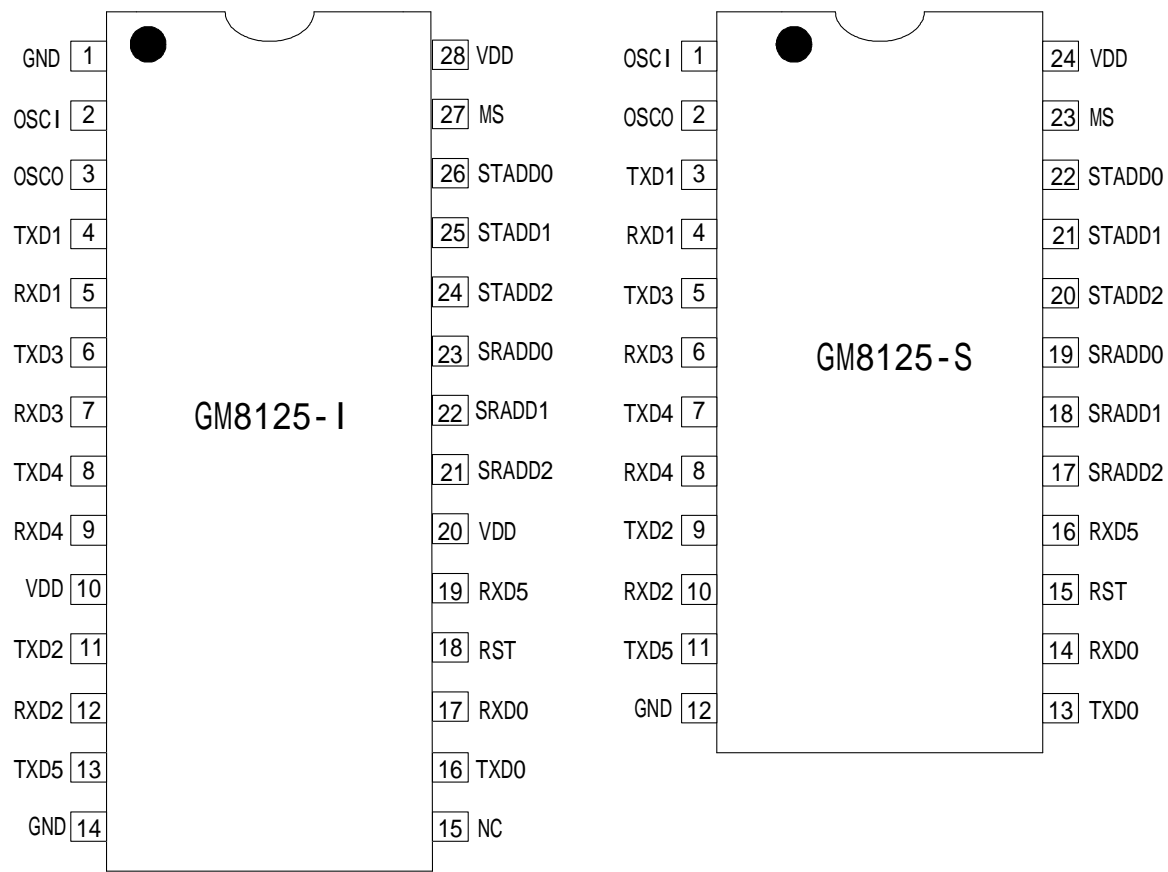 GND 1
OSCI 2
OSCO 3
TXD1 4
RXD1 5
TXD3 6
RXD3 7
TXD4 8
RXD4 9
VDD 10
TXD2 11
RXD2 12
TXD5 13
GND 14
GM8125-I
28 VDD
27 MS
26 STADD0
25 STADD1
24 STADD2
23 SRADD0
22 SRADD1
21 SRADD2
20 VDD
19 RXD5
18 RST
17 RXD0
16 TXD0
15 NC
OSCI 1
OSCO 2
TXD1 3
RXD1 4
TXD3 5
RXD3 6
TXD4 7
RXD4 8
TXD2 9
RXD2 10
TXD5 11
GND 12
GM8125-S
24 VDD
23 MS
22 STADD0
21 STADD1
20 STADD2
19 SRADD0
18 SRADD1
17 SRADD2
16 RXD5
15 RST
14 RXD0
13 TXD0